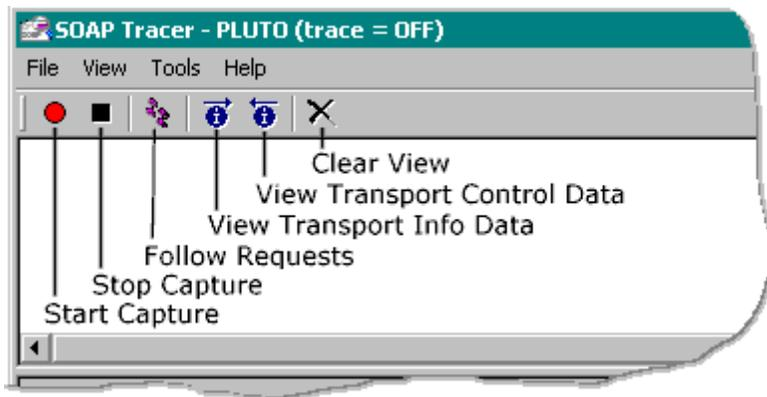 SOAP Tracer - PLUTO (trace = OFF)
File View Tools Help
Clear View
View Transport Control Data
View Transport Info Data
Follow Requests
Stop Capture
Start Capture